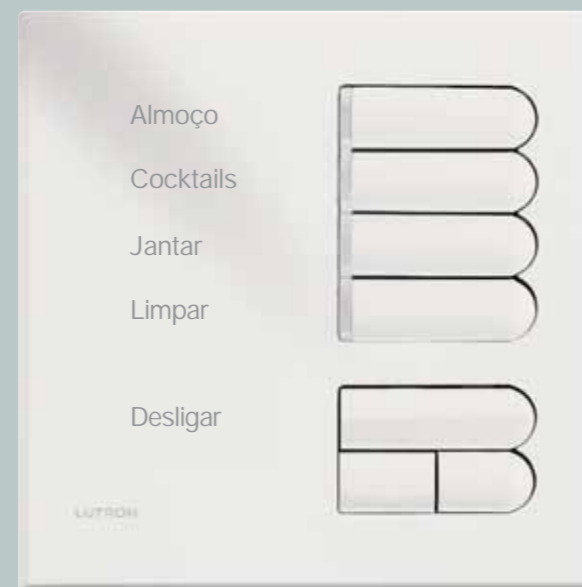 Almoço
Cocktails
Jantar
Limpar
Desligar
LUTRON